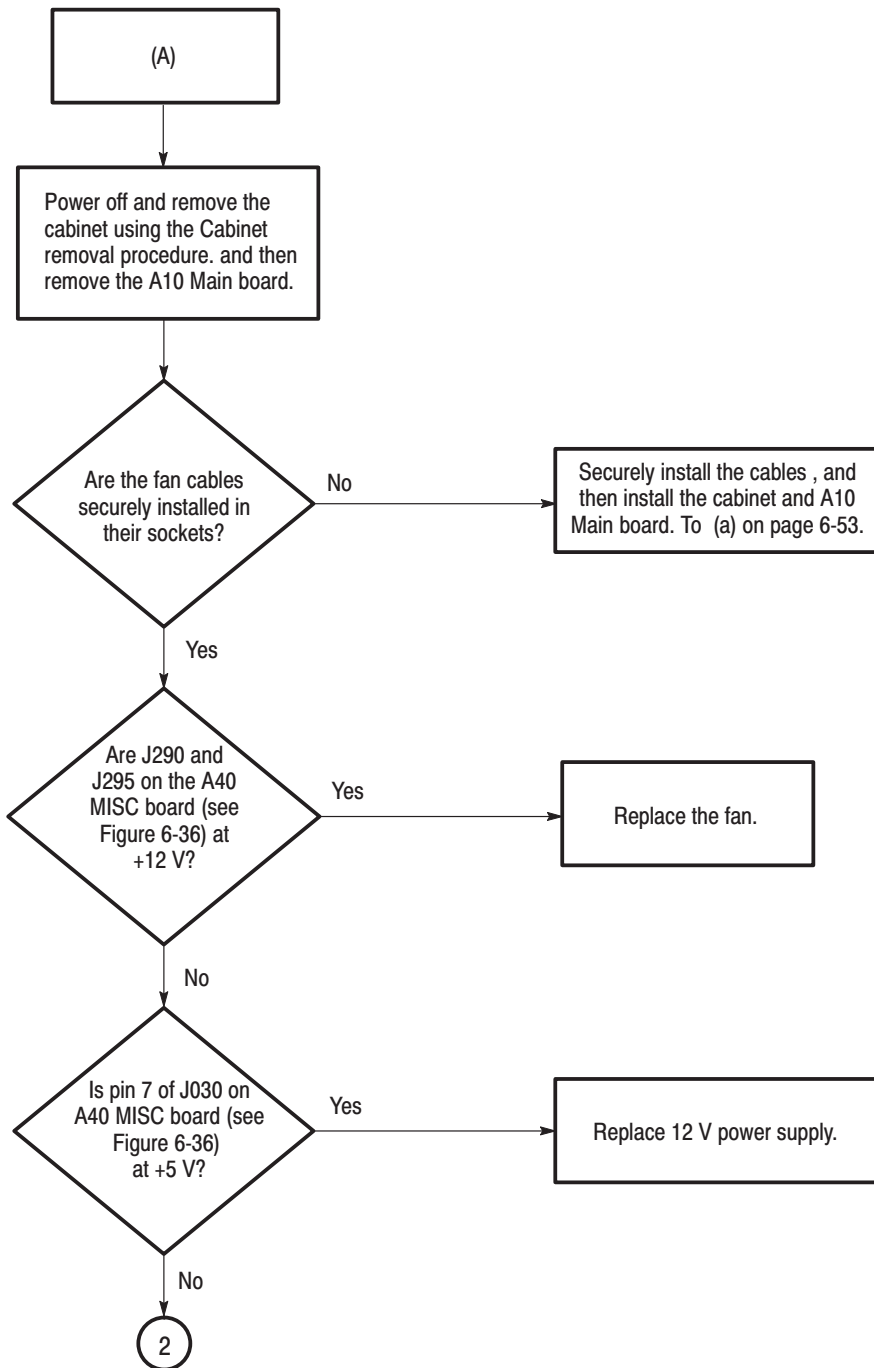 (A)
Power off and remove the
cabinet using the Cabinet
removal procedure. and then
remove the A10 Main board.
Are the fan cables
securely installed in
their sockets?
No
Securely install the cables , and
then install the cabinet and A10
Main board. To (a) on page 6-53.
Yes
Are J290 and
J295 on the A40
MISC board (see
Figure 6-36) at
+12 V?
Yes
Replace the fan.
No
Is pin 7 of J030 on
A40 MISC board (see
Figure 6-36)
at +5 V?
Yes
Replace 12 V power supply.
No
2